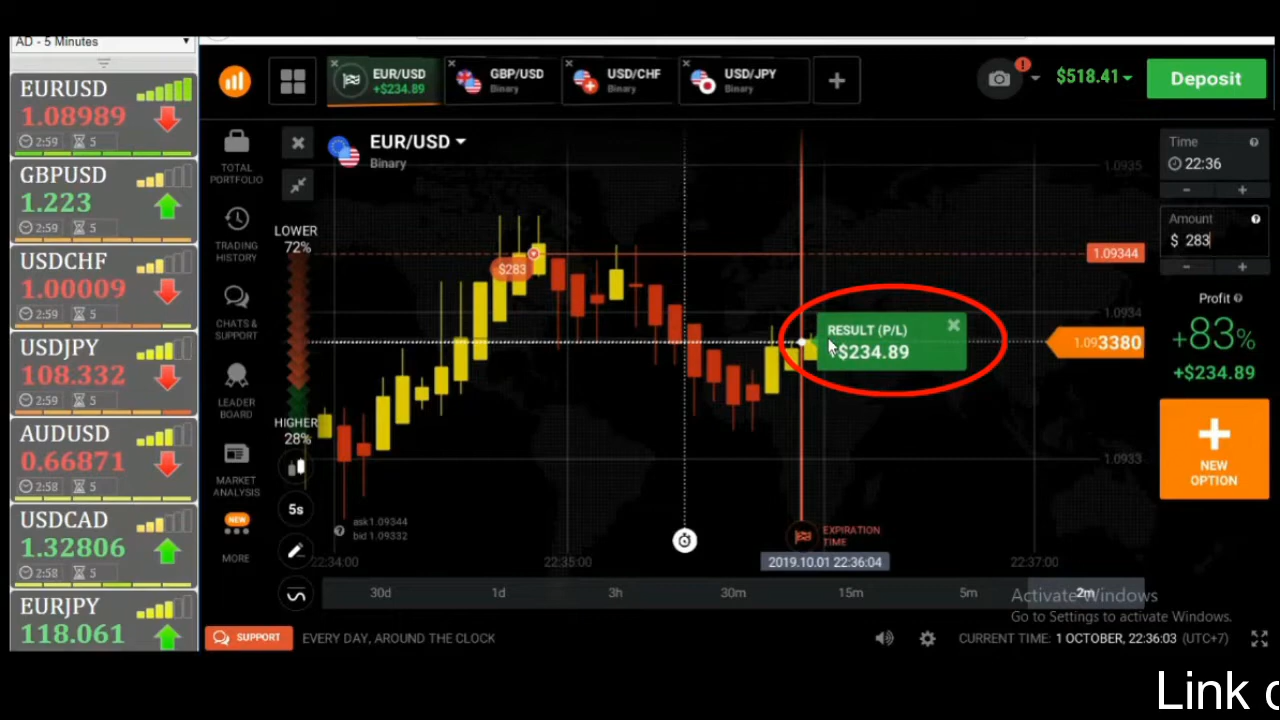 AD - 5 Minutes
EURUSD
1.08989
2:59 5
GBPUSD
1.223
2:59 5
USDCHF
1.00009
2:59 5
USDJPY
108.332
2:59 5
AUDUSD
0.66871
2:58 5
USDCAD
1.32806
2:58 5
EURJPY
118.061
EUR/USD
+$234.89
GBP/USD
Binary
USD/CHF
Binary
USD/JPY
Binary
+
!
$518.41
Deposit
TOTAL
PORTFOLIO
TRADING
HISTORY
CHATS &
SUPPORT
LEADER
BOARD
MARKET
ANALYSIS
NEW
MORE
EUR/USD
Binary
LOWER
72%
HIGHER
28%
5s
$283
RESULT (P/L)
+$234.89
ask 1.09344
bid 1.09332
EXPIRATION
TIME
22:34:00
22:35:00
2019.10.01 22:36:04
22:37:00
1.0935
1.09344
1.0934
1.093380
1.0933
30d 1d 3h 30m 15m 5m 2m
Time
22:36
- +
Amount
$ 283
- +
Profit
+83%
+$234.89
NEW
OPTION
Activate Windows
Go to Settings to activate Windows.
SUPPORT
EVERY DAY, AROUND THE CLOCK
CURRENT TIME: 1 OCTOBER, 22:36:03 (UTC+7)
Link